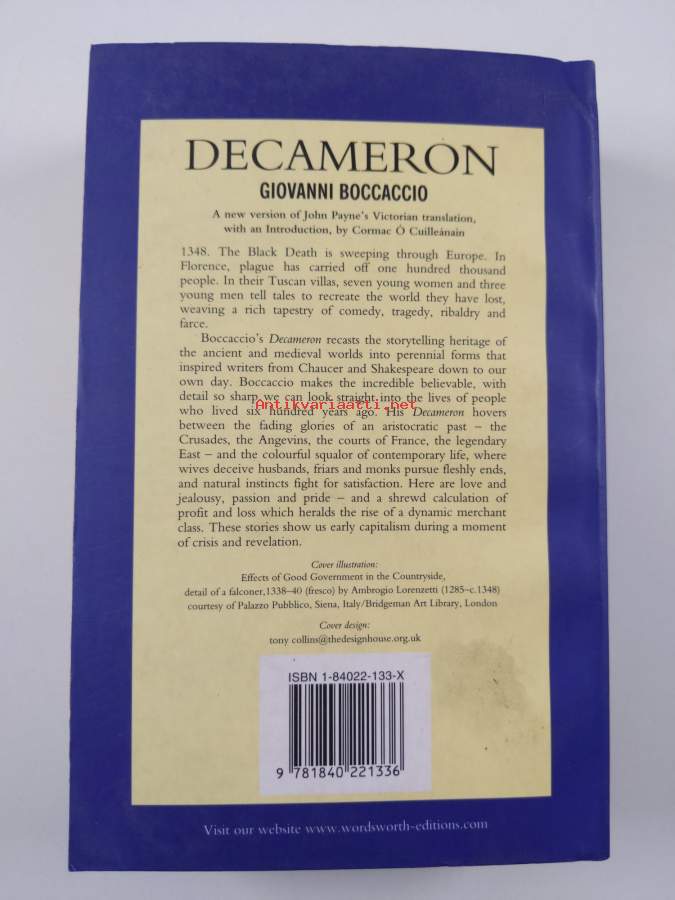 DECAMERON
GIOVANNI BOCCACCIO
A new version of John Payne's Victorian translation,
with an Introduction, by Cormac Ó Cuilleánain
1348. The Black Death is sweeping through Europe. In
Florence, plague has carried off one hundred thousand
people. In their Tuscan villas, seven young women and three
young men tell tales to recreate the world they have lost,
weaving a rich tapestry of comedy, tragedy, ribaldry and
farce.
Boccaccio's Decameron recasts the storytelling heritage of
the ancient and medieval worlds into perennial forms that
inspired writers from Chaucer and Shakespeare down to our
own day. Boccaccio makes the incredible believable, with
detail so sharp we can look straight into the lives of people
who lived six hundred years ago. His Decameron hovers
Antikvariaatti.net
between the fading glories of an aristocratic past – the
Crusades, the Angevins, the courts of France, the legendary
East – and the colourful squalor of contemporary life, where
wives deceive husbands, friars and monks pursue fleshly ends,
and natural instincts fight for satisfaction. Here are love and
jealousy, passion and pride – and a shrewd calculation of
profit and loss which heralds the rise of a dynamic merchant
class. These stories show us early capitalism during a moment
of crisis and revelation.
Cover illustration:
Effects of Good Government in the Countryside,
detail of a falconer,1338–40 (fresco) by Ambrogio Lorenzetti (1285–c.1348)
courtesy of Palazzo Pubblico, Siena, Italy/Bridgeman Art Library, London
Cover design:
tony collins@thedesignhouse.org.uk
ISBN 1-84022-133-X
9 781840 221336
Visit our website www.wordsworth-editions.com